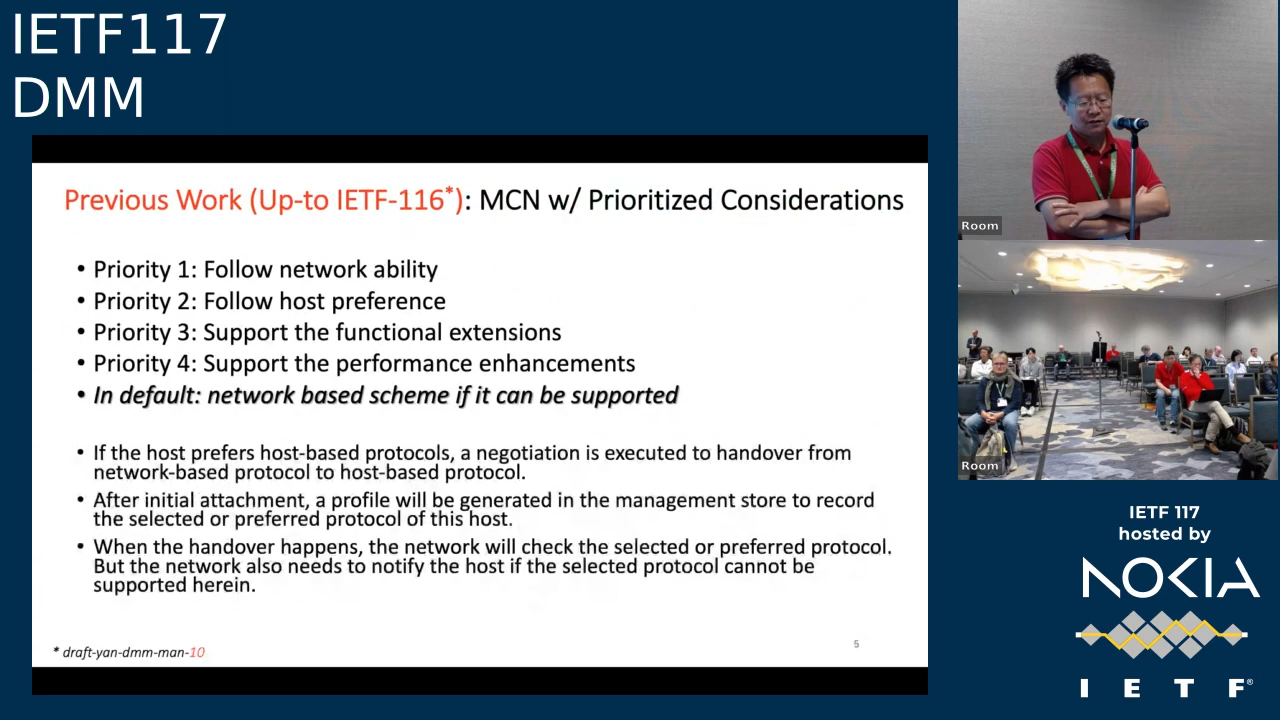 IETF117
DMM
Previous Work (Up-to IETF-116*): MCN w/ Prioritized Considerations
• Priority 1: Follow network ability
• Priority 2: Follow host preference
• Priority 3: Support the functional extensions
• Priority 4: Support the performance enhancements
• In default: network based scheme if it can be supported
• If the host prefers host-based protocols, a negotiation is executed to handover from
network-based protocol to host-based protocol.
• After initial attachment, a profile will be generated in the management store to record
the selected or preferred protocol of this host.
• When the handover happens, the network will check the selected or preferred protocol.
But the network also needs to notify the host if the selected protocol cannot be
supported herein.
* draft-yan-dmm-man-10
5
Room
Room
IETF 117
hosted by
NOKIA
I E T F®